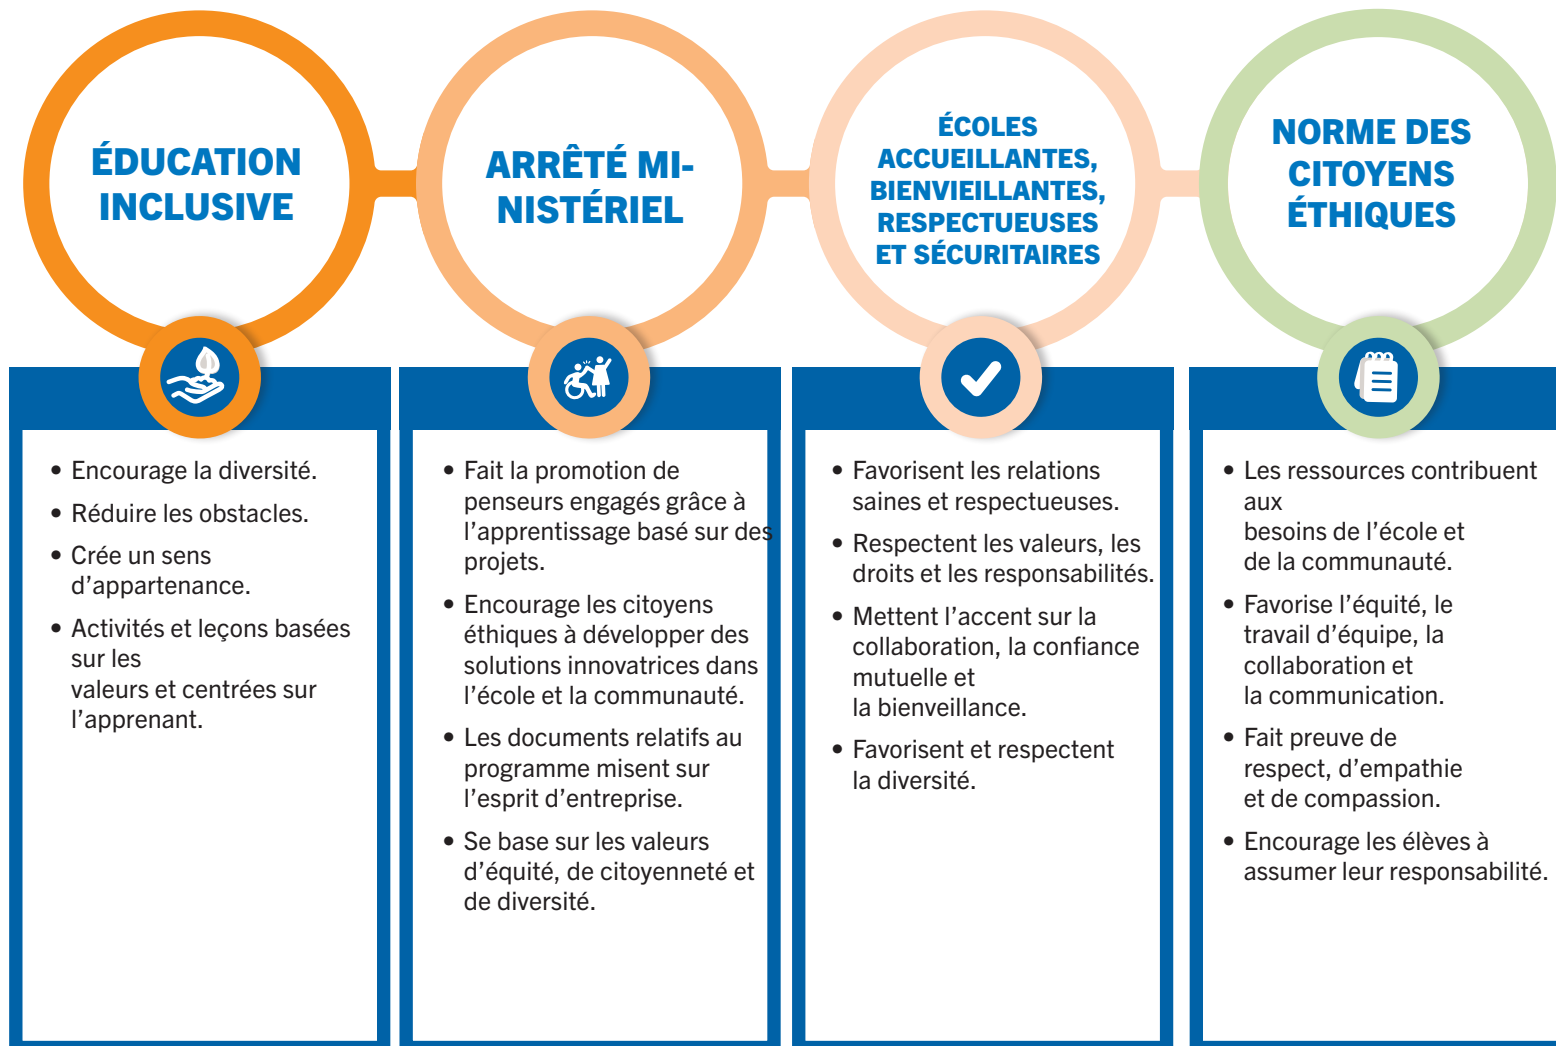 ÉDUCATION
INCLUSIVE
ARRÊTÉ MI-
NISTÉRIEL
ÉCOLES
ACCUEILLANTES,
BIENVIEILLANTES,
RESPECTUEUSES
ET SÉCURITAIRES
NORME DES
CITOYENS
ÉTHIQUES
• Encourage la diversité.
• Réduire les obstacles.
• Crée un sens
d’appartenance.
• Activités et leçons basées
sur les
valeurs et centrées sur
l’apprenant.
• Fait la promotion de
penseurs engagés grâce à
l’apprentissage basé sur des
projets.
• Encourage les citoyens
éthiques à développer des
solutions innovatrices dans
l’école et la communauté.
• Les documents relatifs au
programme misent sur
l’esprit d’entreprise.
• Se base sur les valeurs
d’équité, de citoyenneté et
de diversité.
• Favorisent les relations
saines et respectueuses.
• Respectent les valeurs, les
droits et les responsabilités.
• Mettent l’accent sur la
collaboration, la confiance
mutuelle et
la bienveillance.
• Favorisent et respectent
la diversité.
• Les ressources contribuent
aux
besoins de l’école et
de la communauté.
• Favorise l’équité, le
travail d’équipe, la
collaboration et
la communication.
• Fait preuve de
respect, d’empathie
et de compassion.
• Encourage les élèves à
assumer leur responsabilité.